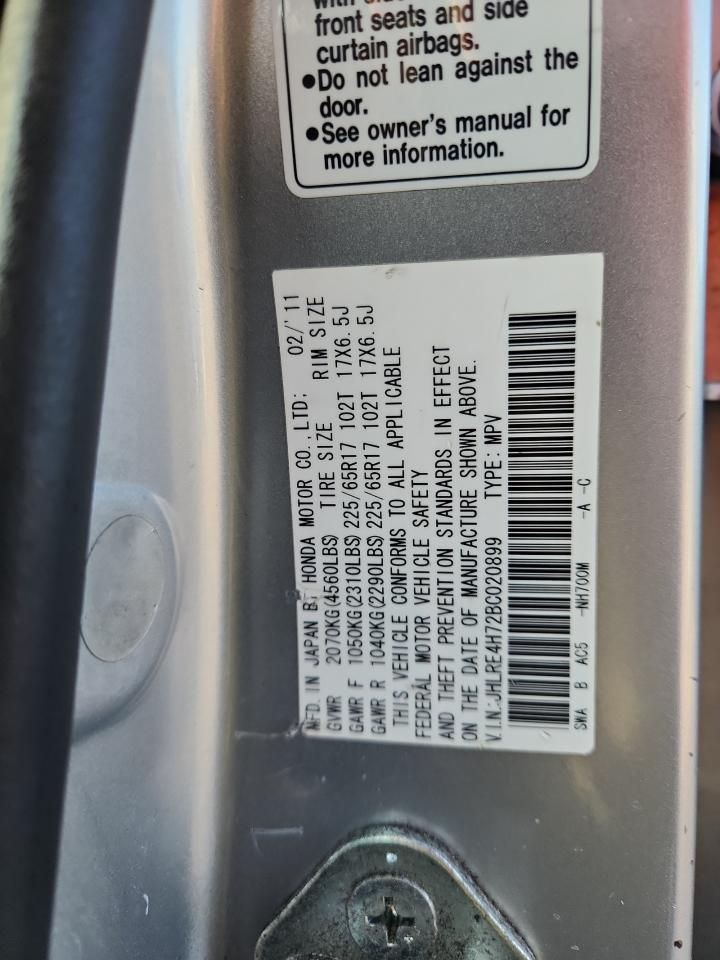 front seats and side
curtain airbags.
●Do not lean against the
door.
●See owner's manual for
more information.
MFD. IN JAPAN BY HONDA MOTOR CO.,LTD; 02/'11
GVWR 2070KG(4560LBS) TIRE SIZE RIM SIZE
GAWR F 1050KG(2310LBS) 225/65R17 102T 17X6.5J
GAWR R 1040KG(2290LBS) 225/65R17 102T 17X6.5J
THIS VEHICLE CONFORMS TO ALL APPLICABLE
FEDERAL MOTOR VEHICLE SAFETY
AND THEFT PREVENTION STANDARDS IN EFFECT
ON THE DATE OF MANUFACTURE SHOWN ABOVE.
V.I.N.:JHLRE4H72BC020899 TYPE: MPV
SWA B AC5 -NH700M -A -C